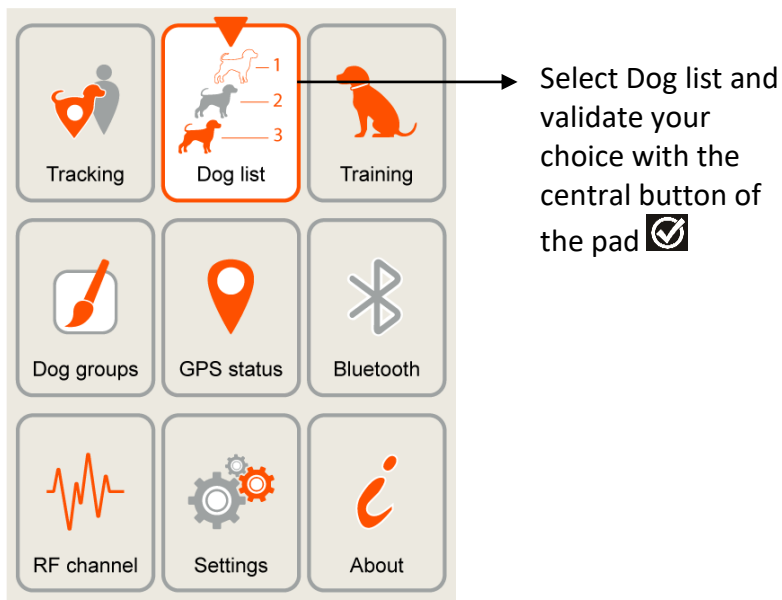 1
2
3
Tracking
Dog list
Training
Select Dog list and
validate your
choice with the
central button of
the pad
Dog groups
GPS status
Bluetooth
RF channel
Settings
About